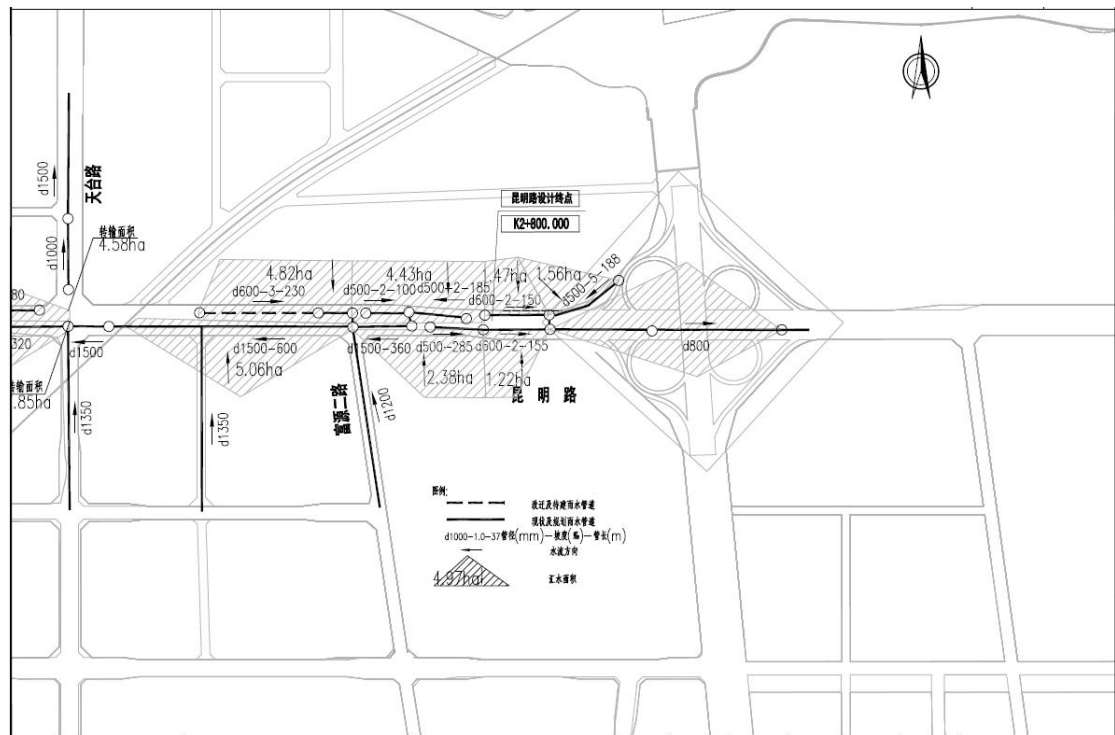 d1500
天台路
d1000
转输面积
4.58ha
昆明路设计终点
K2+800.000
4.82ha
4.43ha
.47ha
1.56ha
d600-3-230
d500-2-100
d500-2-185
d600-2-150
d500-5-188
80
320
d1500
d1500-600
d1500-360
d500-285
d600-2-155
d800
转输面积
.85ha
5.06ha
2.38ha
1.22ha
昆明路
d1350
d1350
富源二路
d1200
图例:
改迁及待建雨水管道
现状及规划雨水管道
d1000-1.0-37管径(mm)-坡度(‰)-管长(m)
水流方向
4.97ha
汇水面积